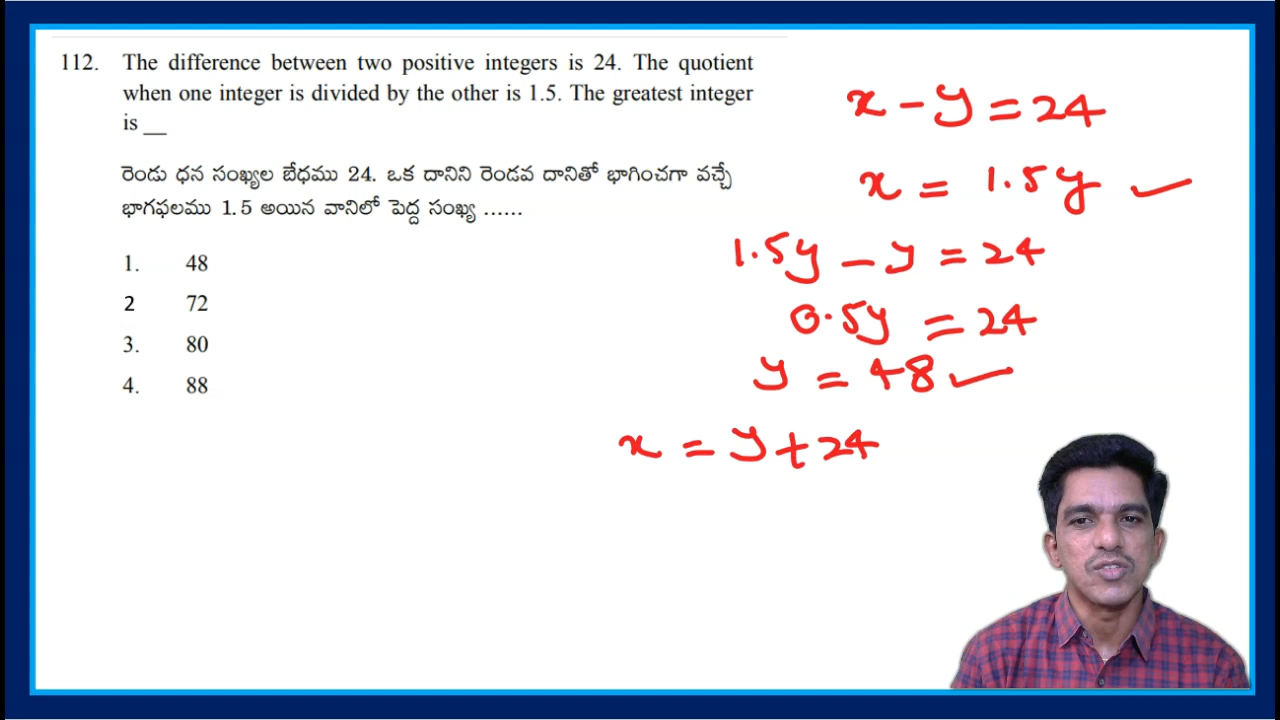 112. The difference between two positive integers is 24. The quotient
when one integer is divided by the other is 1.5. The greatest integer
is __
రెండు ధన సంఖ్యల బేధము 24. ఒక దానిని రెండవ దానితో భాగించగా వచ్చే
భాగఫలము 1.5 అయిన వానిలో పెద్ద సంఖ్య ......
1. 48
2 72
3. 80
4. 88
x - y = 24
x = 1.5y ✓
1.5y - y = 24
0.5y = 24
y = 48 ✓
x = y + 24